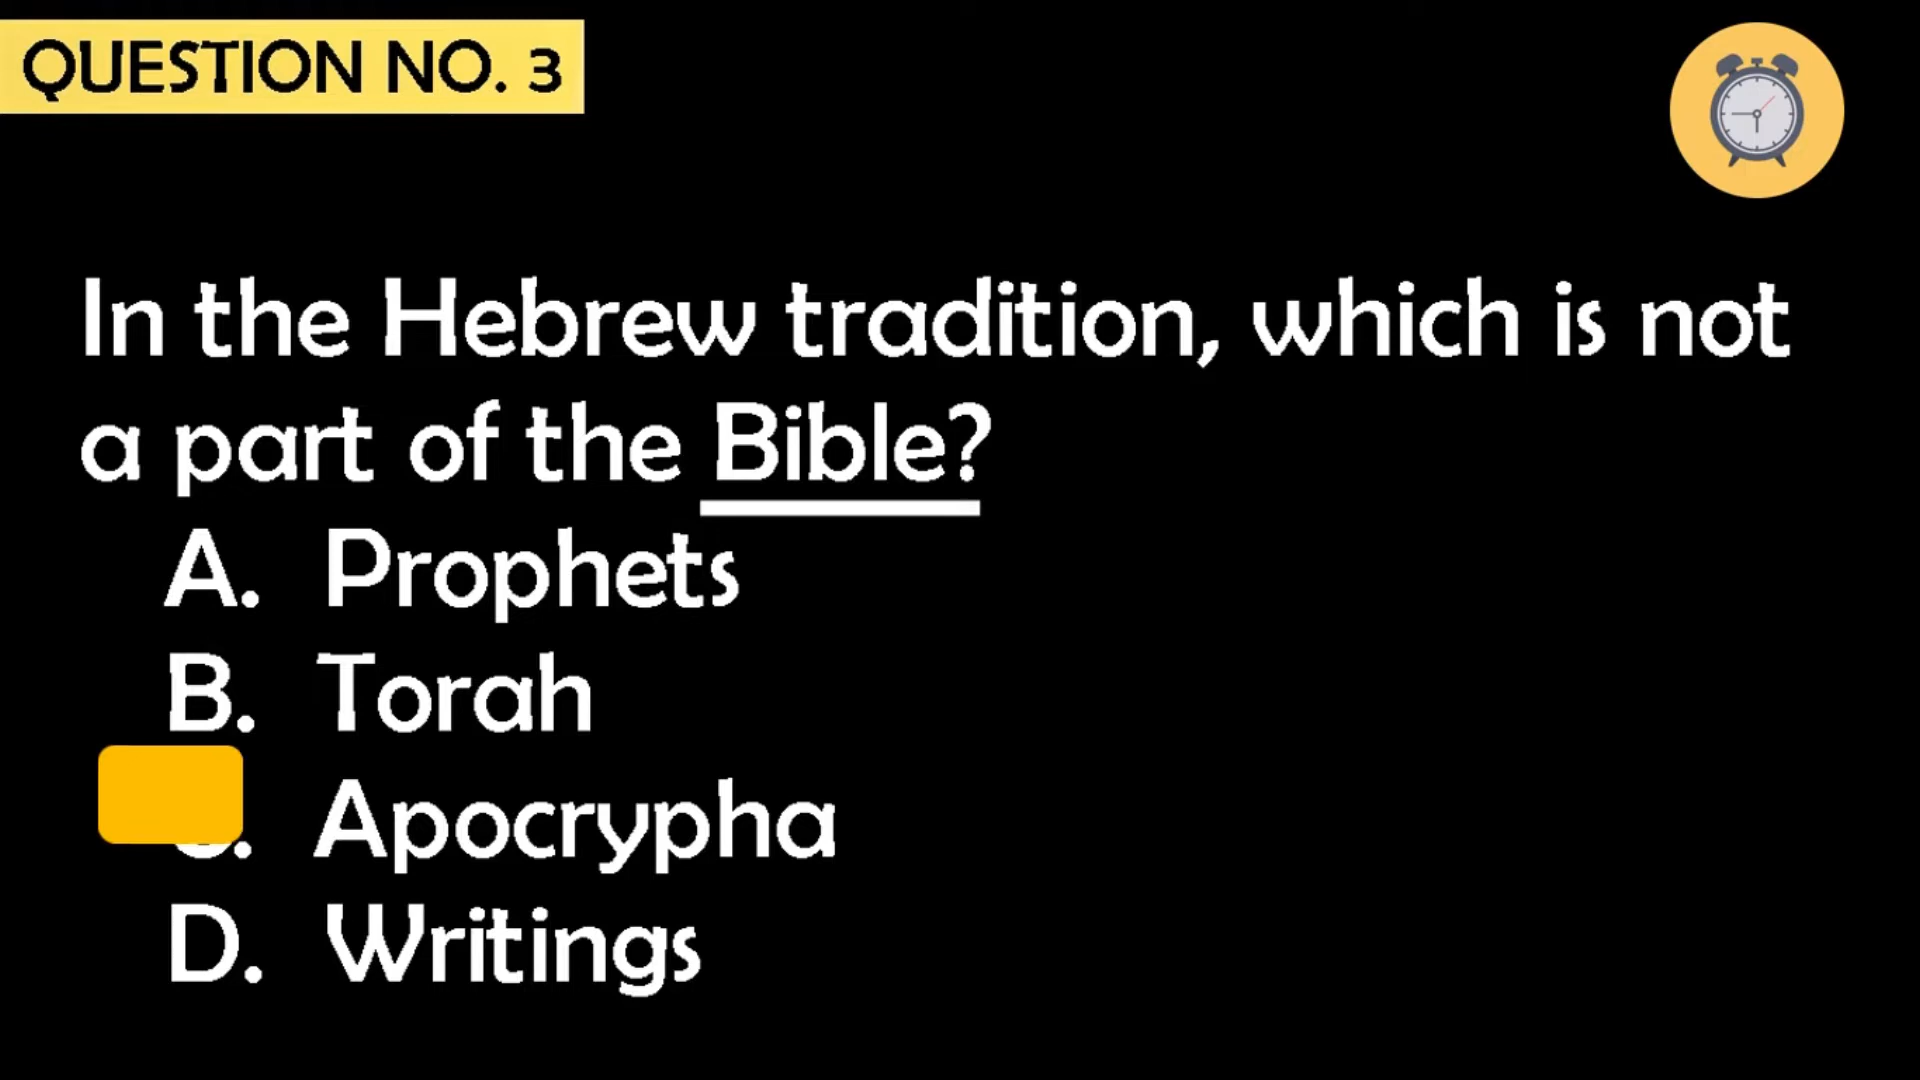 QUESTION NO. 3
In the Hebrew tradition, which is not
a part of the Bible?
A. Prophets
B. Torah
Apocrypha
D. Writings